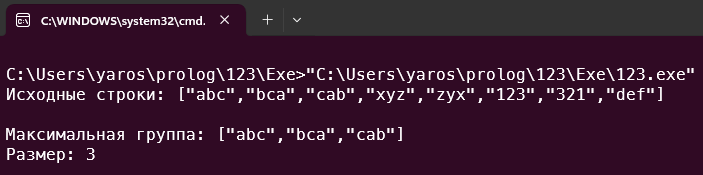 C:\WINDOWS\system32\cmd.
C:\Users\yaros\prolog\123\Exe>"C:\Users\yaros\prolog\123\Exe\123.exe"
Исходные строки: ["abc","bca","cab","xyz","zyx","123","321","def"]
Максимальная группа: ["abc","bca","cab"]
Размер: 3